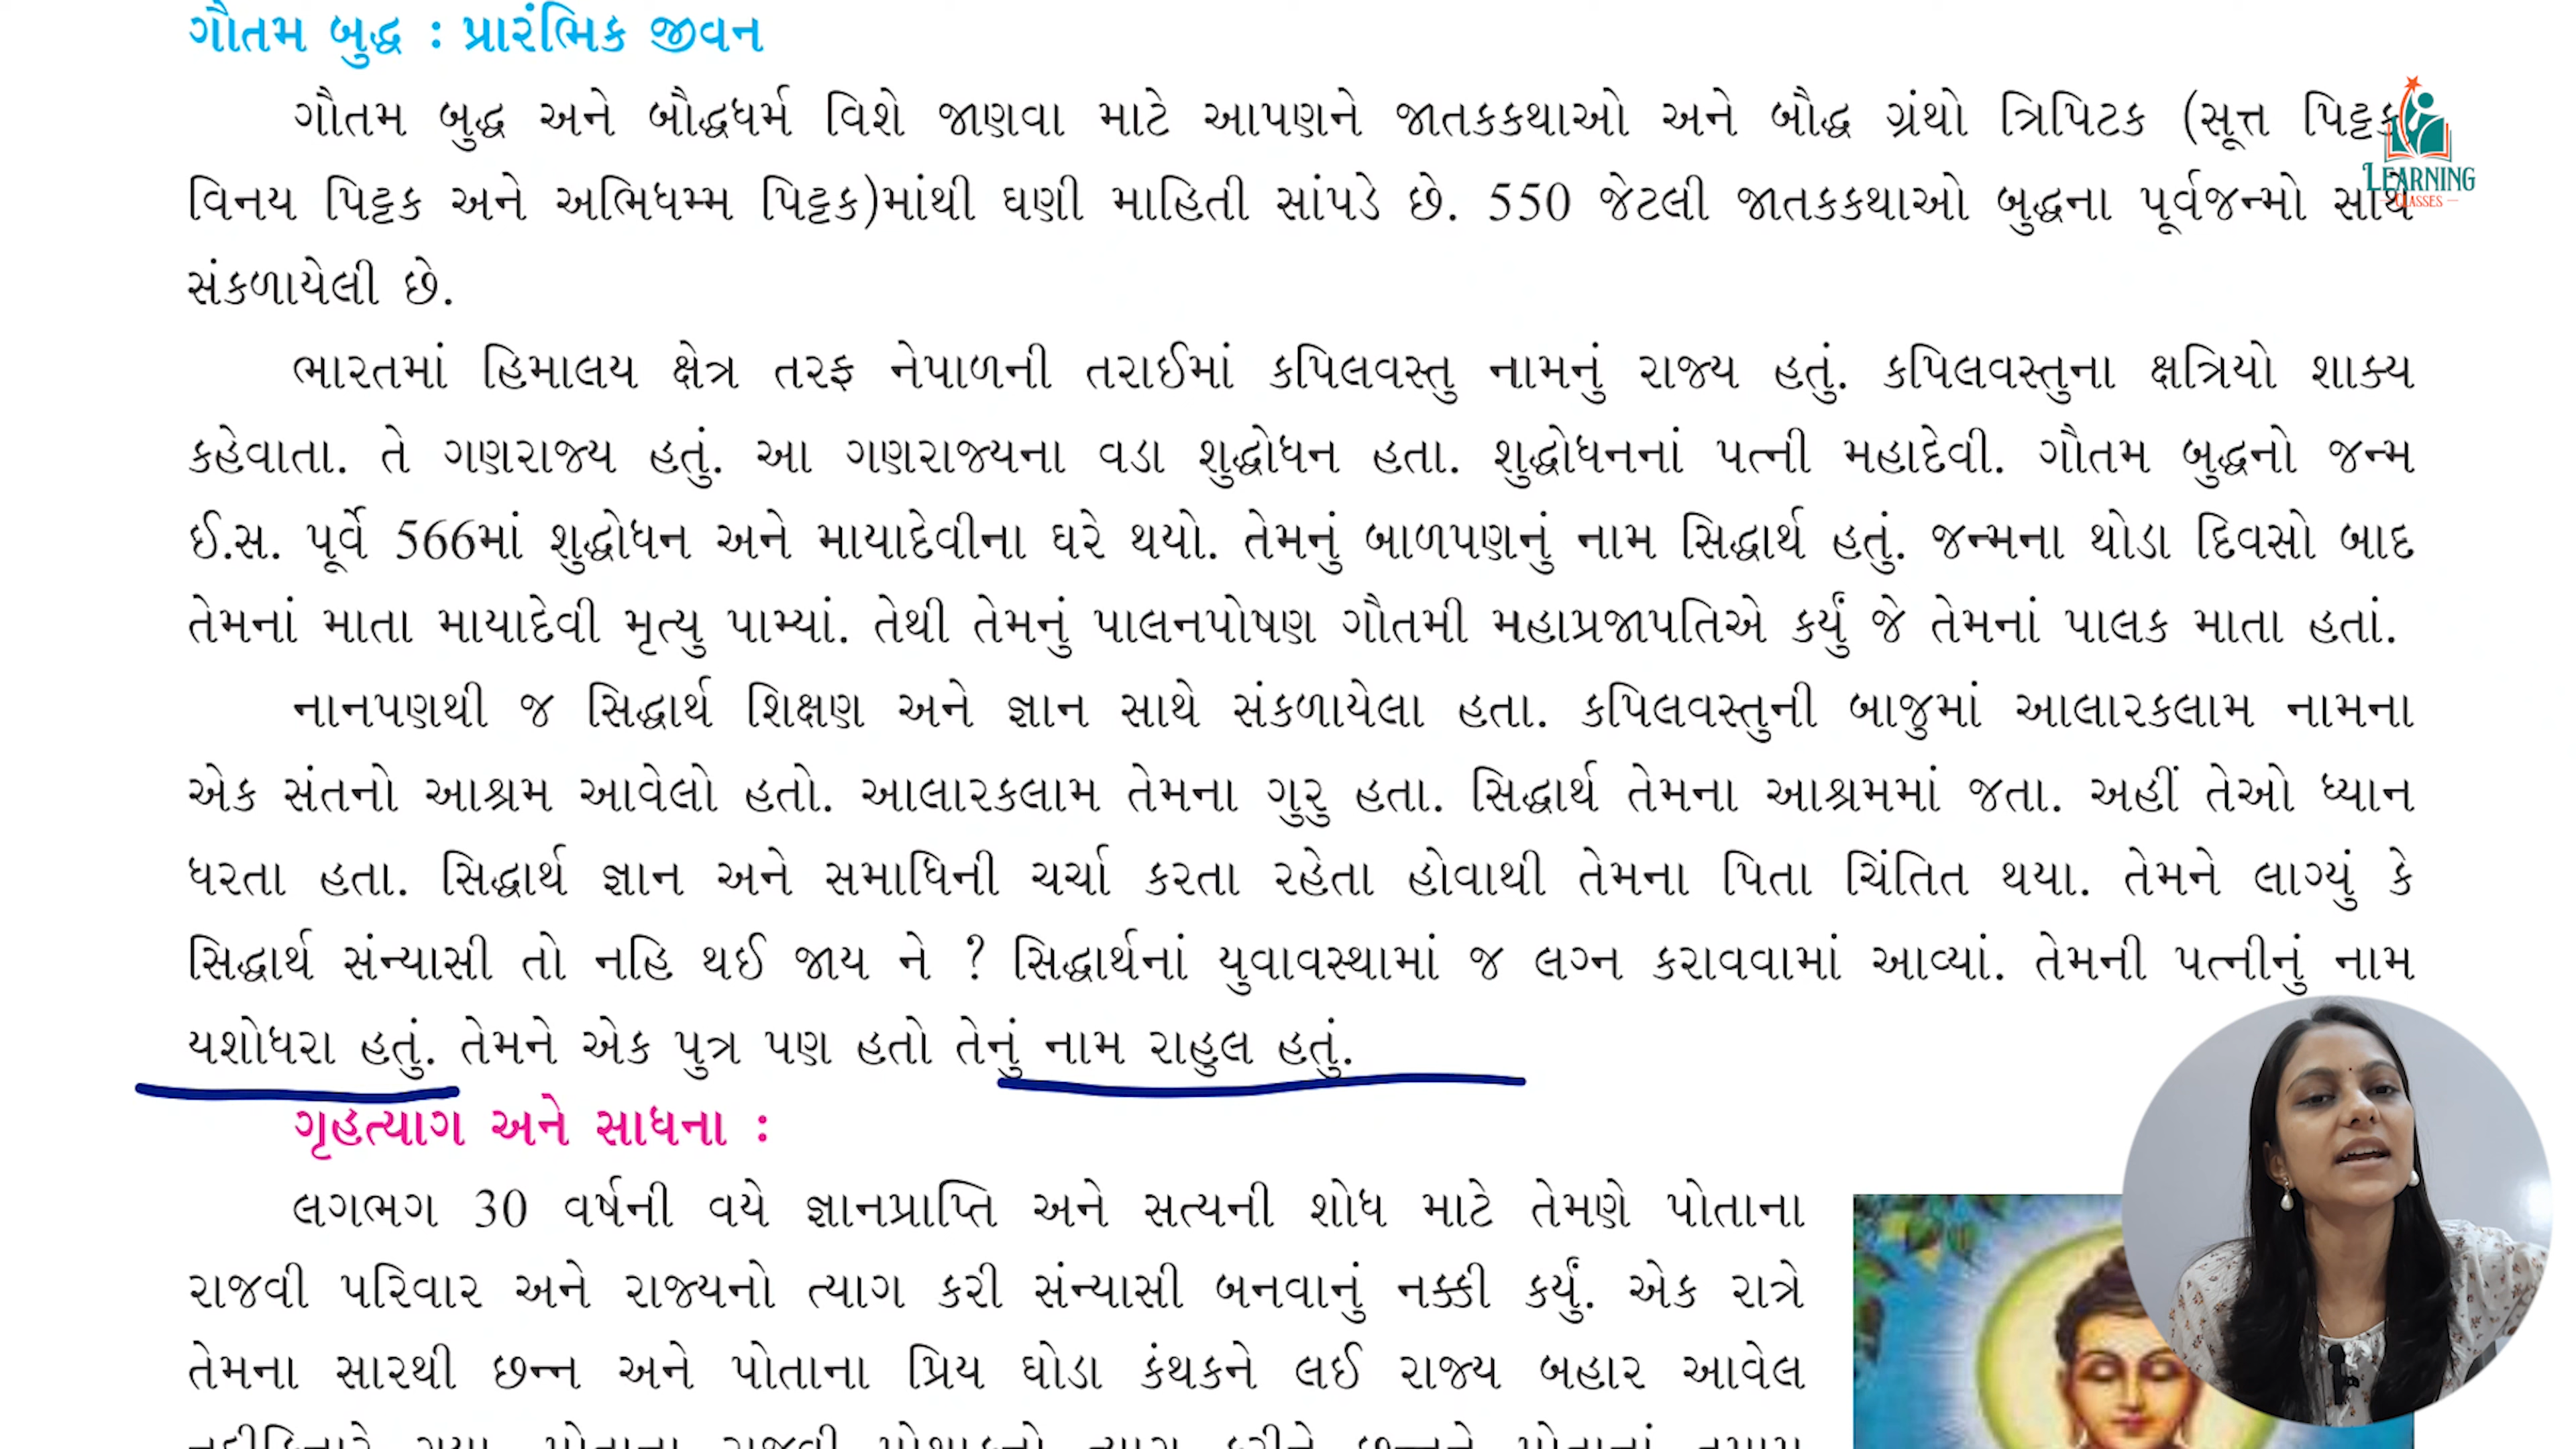 ગૌતમ બુદ્ધ : પ્રારંભિક જીવન
ગૌતમ બુદ્ધ અને બૌદ્ધધર્મ વિશે જાણવા માટે આપણને જાતકકથાઓ અને બૌદ્ધ ગ્રંથો ત્રિપિટક (સૂત્ત પિટ્ટક
વિનય પિટ્ટક અને અભિધમ્મ પિટ્ટક)માંથી ઘણી માહિતી સાંપડે છે. 550 જેટલી જાતકકથાઓ બુદ્ધના પૂર્વજન્મો સાથે
સંકળાયેલી છે.
ભારતમાં હિમાલય ક્ષેત્ર તરફ નેપાળની તરાઈમાં કપિલવસ્તુ નામનું રાજ્ય હતું. કપિલવસ્તુના ક્ષત્રિયો શાક્ય
કહેવાતા. તે ગણરાજ્ય હતું. આ ગણરાજ્યના વડા શુદ્ધોધન હતા. શુદ્ધોધનનાં પત્ની મહાદેવી. ગૌતમ બુદ્ધનો જન્મ
ઈ.સ. પૂર્વે 566માં શુદ્ધોધન અને માયાદેવીના ઘરે થયો. તેમનું બાળપણનું નામ સિદ્ધાર્થ હતું. જન્મના થોડા દિવસો બાદ
તેમનાં માતા માયાદેવી મૃત્યુ પામ્યાં. તેથી તેમનું પાલનપોષણ ગૌતમી મહાપ્રજાપતિએ કર્યું જે તેમનાં પાલક માતા હતાં.
નાનપણથી જ સિદ્ધાર્થ શિક્ષણ અને જ્ઞાન સાથે સંકળાયેલા હતા. કપિલવસ્તુની બાજુમાં આલારકલામ નામના
એક સંતનો આશ્રમ આવેલો હતો. આલારકલામ તેમના ગુરુ હતા. સિદ્ધાર્થ તેમના આશ્રમમાં જતા. અહીં તેઓ ધ્યાન
ધરતા હતા. સિદ્ધાર્થ જ્ઞાન અને સમાધિની ચર્ચા કરતા રહેતા હોવાથી તેમના પિતા ચિંતિત થયા. તેમને લાગ્યું કે
સિદ્ધાર્થ સંન્યાસી તો નહિ થઈ જાય ને ? સિદ્ધાર્થનાં યુવાવસ્થામાં જ લગ્ન કરાવવામાં આવ્યાં. તેમની પત્નીનું નામ
યશોધરા હતું. તેમને એક પુત્ર પણ હતો તેનું નામ રાહુલ હતું.
ગૃહત્યાગ અને સાધના :
લગભગ 30 વર્ષની વયે જ્ઞાનપ્રાપ્તિ અને સત્યની શોધ માટે તેમણે પોતાના
રાજવી પરિવાર અને રાજ્યનો ત્યાગ કરી સંન્યાસી બનવાનું નક્કી કર્યું. એક રાત્રે
તેમના સારથી છન્ન અને પોતાના પ્રિય ઘોડા કંથકને લઈ રાજ્ય બહાર આવેલ
LEARNING
CLASSES